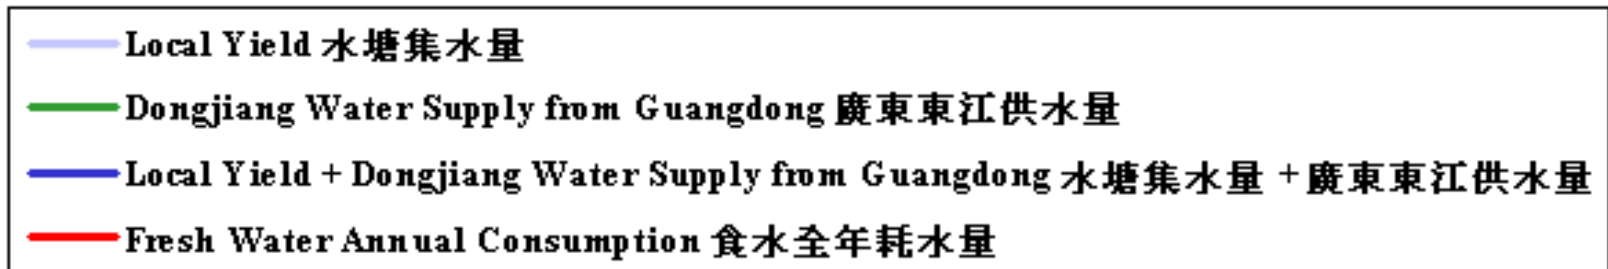 Local Yield 水塘集水量
Dongjiang Water Supply from Guangdong 廣東東江供水量
Local Yield + Dongjiang Water Supply from Guangdong 水塘集水量 + 廣東東江供水量
Fresh Water Annual Consumption 食水全年耗水量